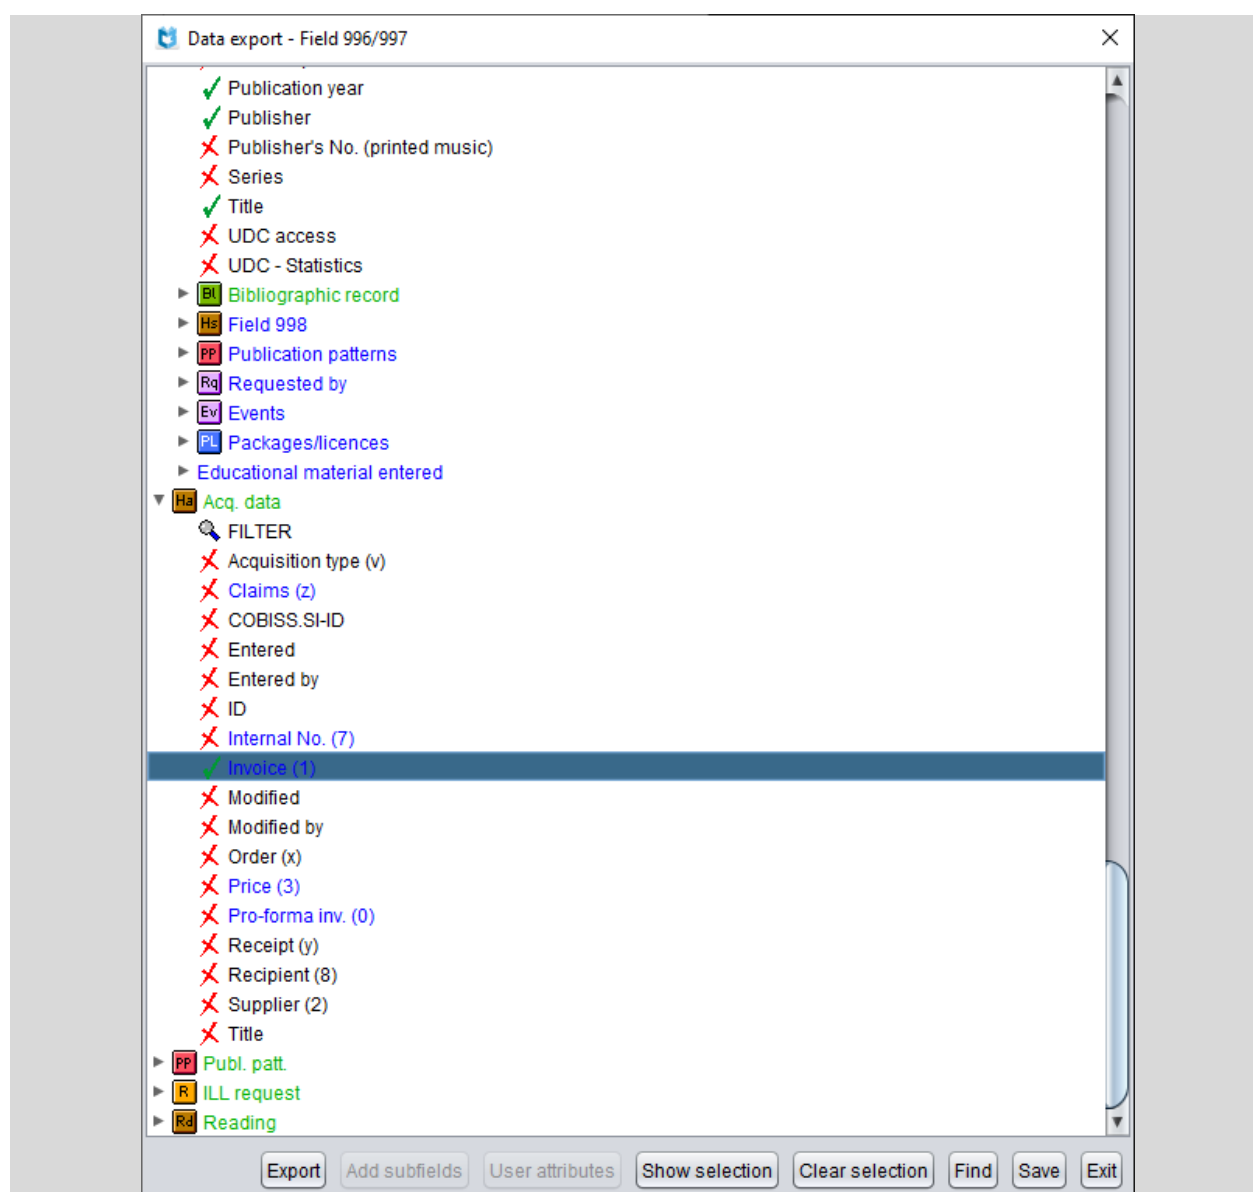 Data export - Field 996/997
Publication year
Publisher
Publisher's No. (printed music)
Series
Title
UDC access
UDC - Statistics
BI Bibliographic record
Hs Field 998
PP Publication patterns
Rq Requested by
Ev Events
PL Packages/licences
Educational material entered
Ha Acq. data
FILTER
Acquisition type (v)
Claims (z)
COBISS.SI-ID
Entered
Entered by
ID
Internal No. (7)
Invoice (1)
Modified
Modified by
Order (x)
Price (3)
Pro-forma inv. (0)
Receipt (y)
Recipient (8)
Supplier (2)
Title
PP Publ. patt.
R ILL request
Rd Reading
Export Add subfields User attributes Show selection Clear selection Find Save Exit